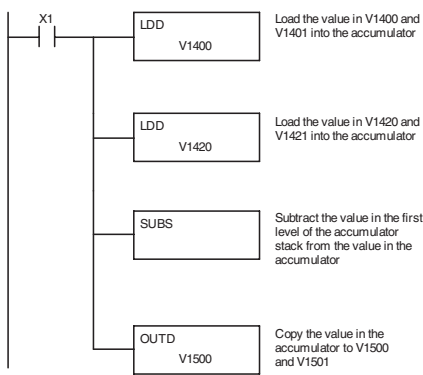 X1
LDD
V1400
Load the value in V1400 and
V1401 into the accumulator
LDD
V1420
Load the value in V1420 and
V1421 into the accumulator
SUBS
Subtract the value in the first
level of the accumulator
stack from the value in the
accumulator
OUTD
V1500
Copy the value in the
accumulator to V1500
and V1501